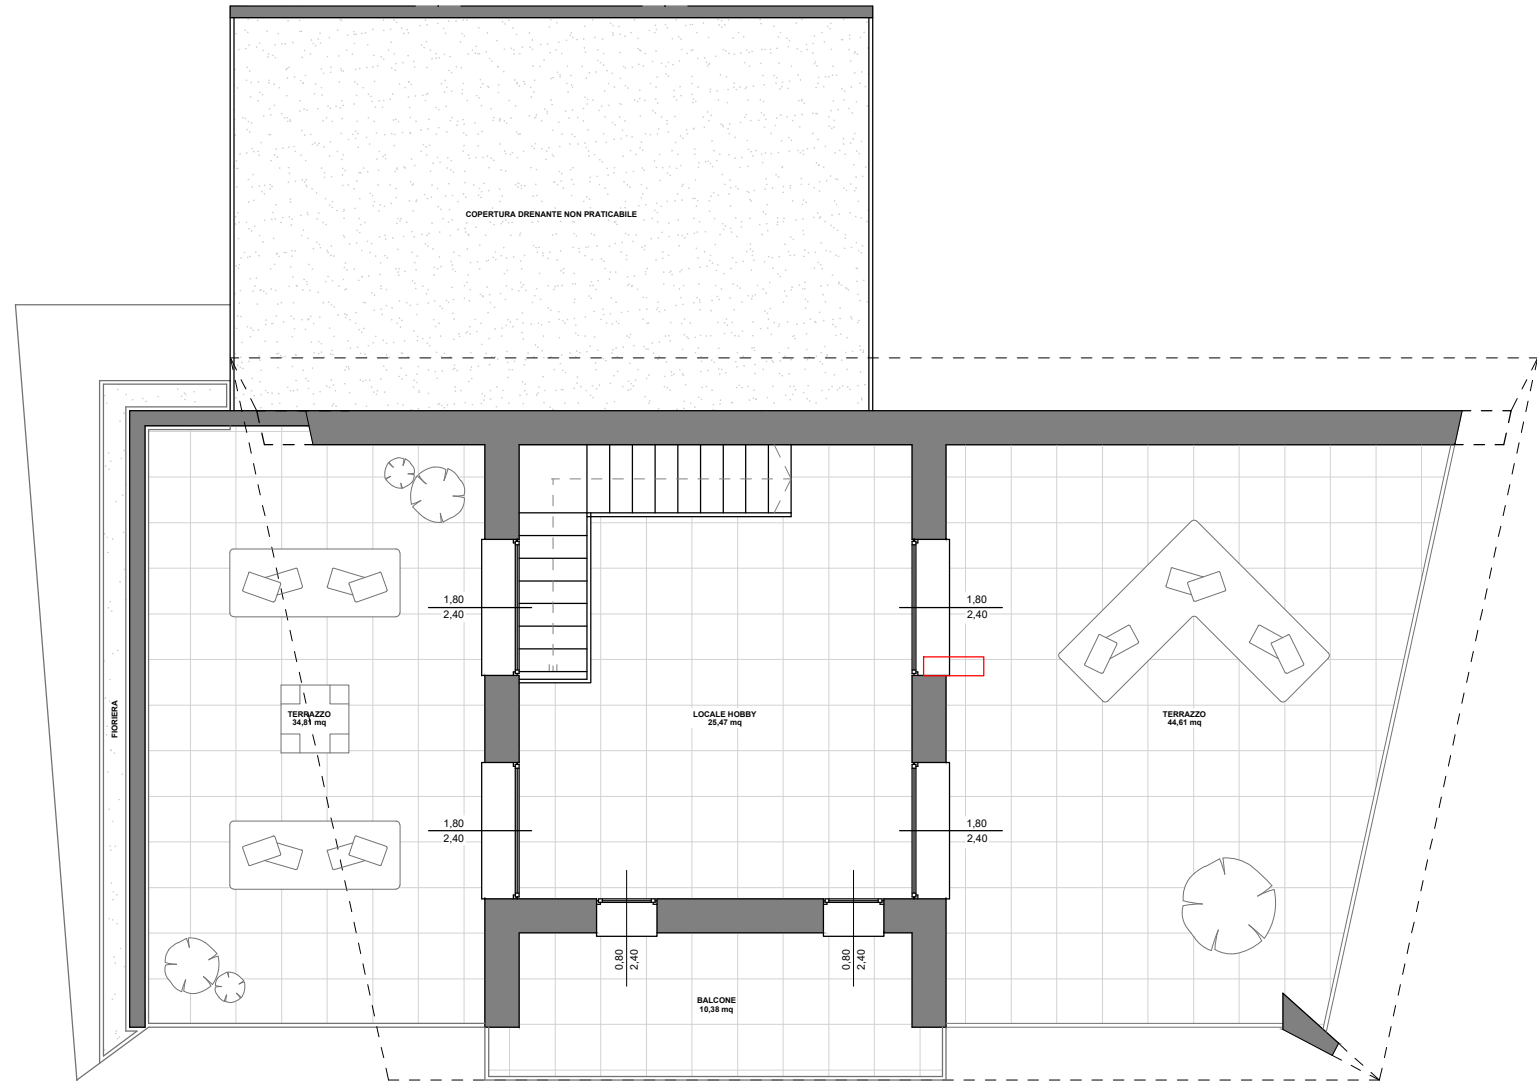 COPERTURA DRENANTE NON PRATICABILE
1,80
2,40
1,80
2,40
FIORIERA
TERRAZZO
34,81 mq
LOCALE HOBBY
25,47 mq
TERRAZZO
44,61 mq
1,80
2,40
1,80
2,40
0,80
2,40
0,80
2,40
BALCONE
10,38 mq